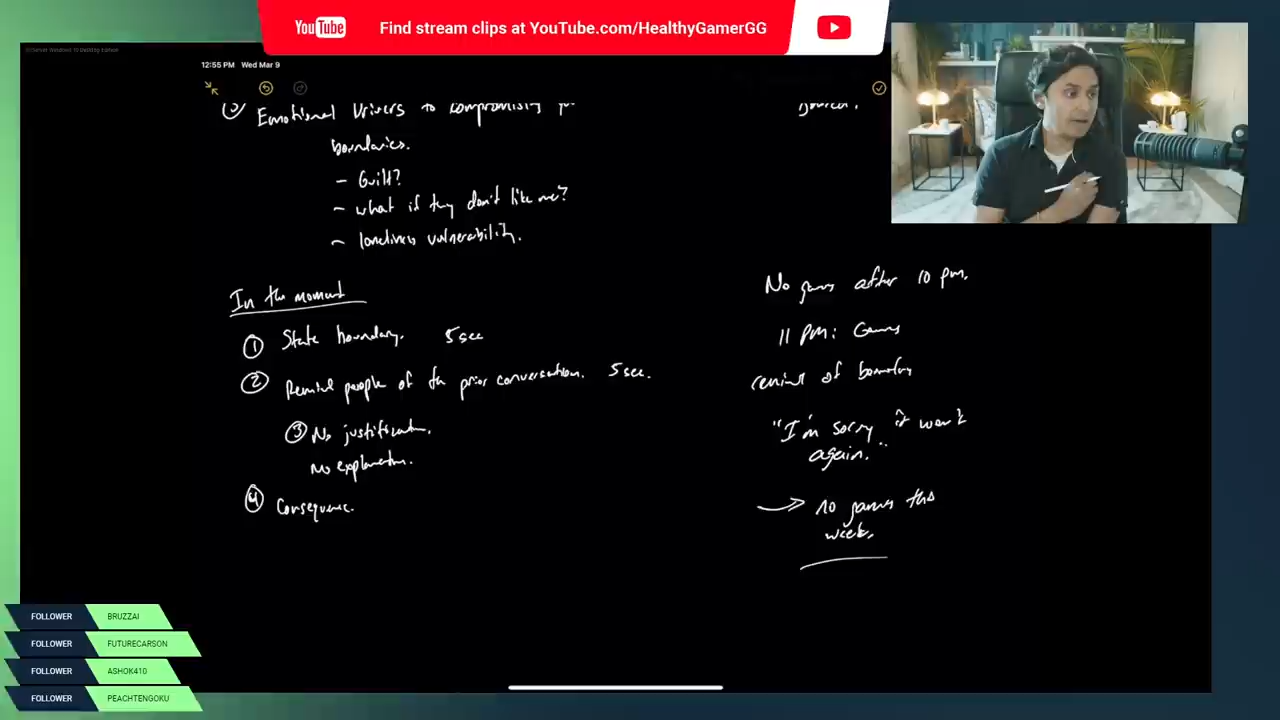 YouTube
Find stream clips at YouTube.com/HealthyGamerGG
12:55 PM Wed Mar 9
③ Emotional Drivers to compromising
boundaries.
- Guilt?
- what if they don't like me?
- loneliness vulnerability.
In the moment
① State boundary. 5 sec
② Remind people of the prior conversation. 5 sec.
③ No justification.
No explanation.
④ Consequence.
No games after 10 pm.
11 PM: Games
remind of boundary
"I'm sorry it won't
again."
→ no games this
week.
FOLLOWER BRUZZAI
FOLLOWER FUTURECARSON
FOLLOWER ASHOK410
FOLLOWER PEACHTENGOKU